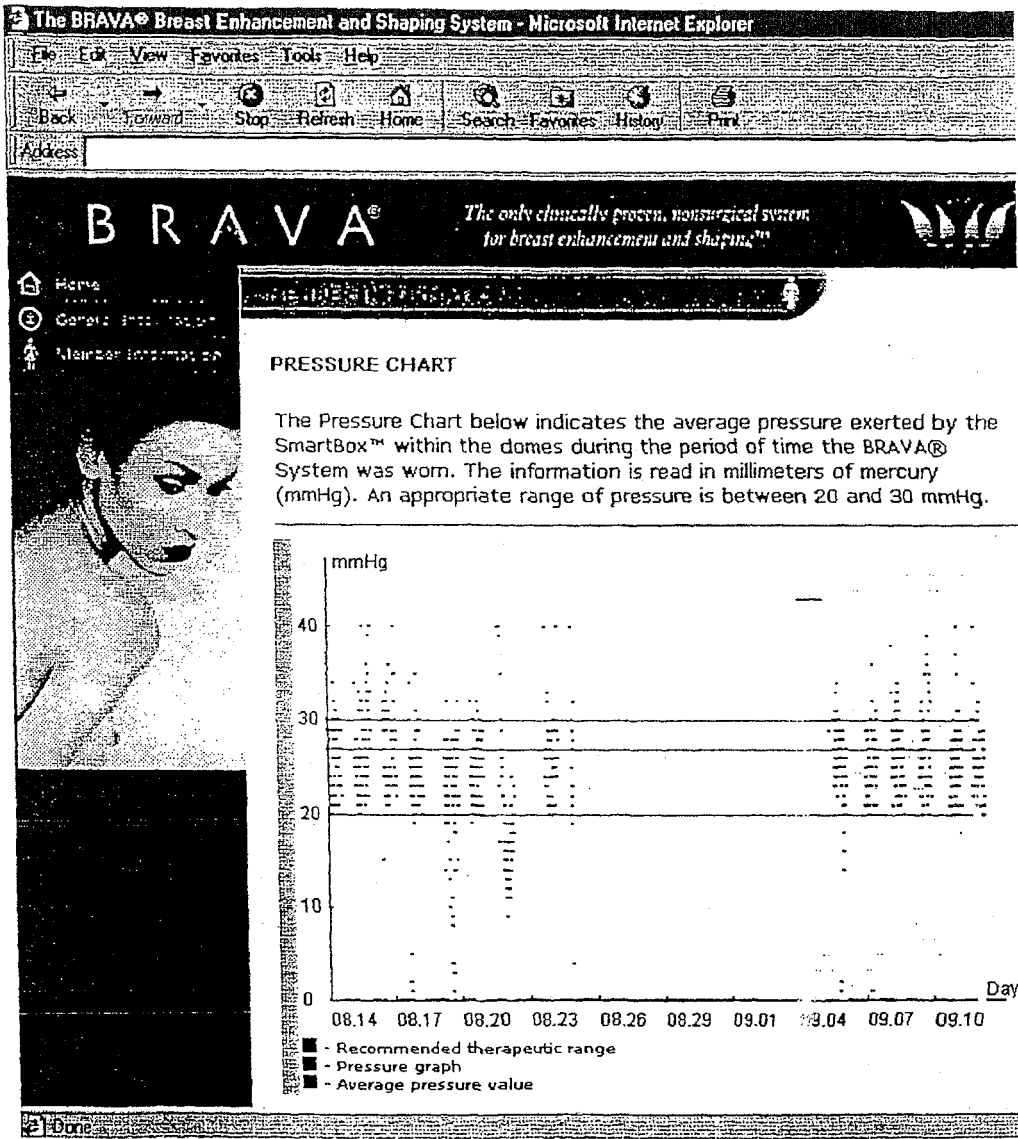 The BRAVA® Breast Enhancement and Shaping System - Microsoft Internet Explorer
File Edit View Favorites Tools Help
Back Forward Stop Refresh Home Search Favorites History Print
Address
BRAVA®
The only clinically proven, nonsurgical system
for breast enhancement and shaping
Home
General Information
Member Information
PRESSURE CHART
The Pressure Chart below indicates the average pressure exerted by the
SmartBox™ within the domes during the period of time the BRAVA®
System was worn. The information is read in millimeters of mercury
(mmHg). An appropriate range of pressure is between 20 and 30 mmHg.
mmHg
40
30
20
10
0
Day
08.14 08.17 08.20 08.23 08.26 08.29 09.01 09.04 09.07 09.10
- Recommended therapeutic range
- Pressure graph
- Average pressure value
Done